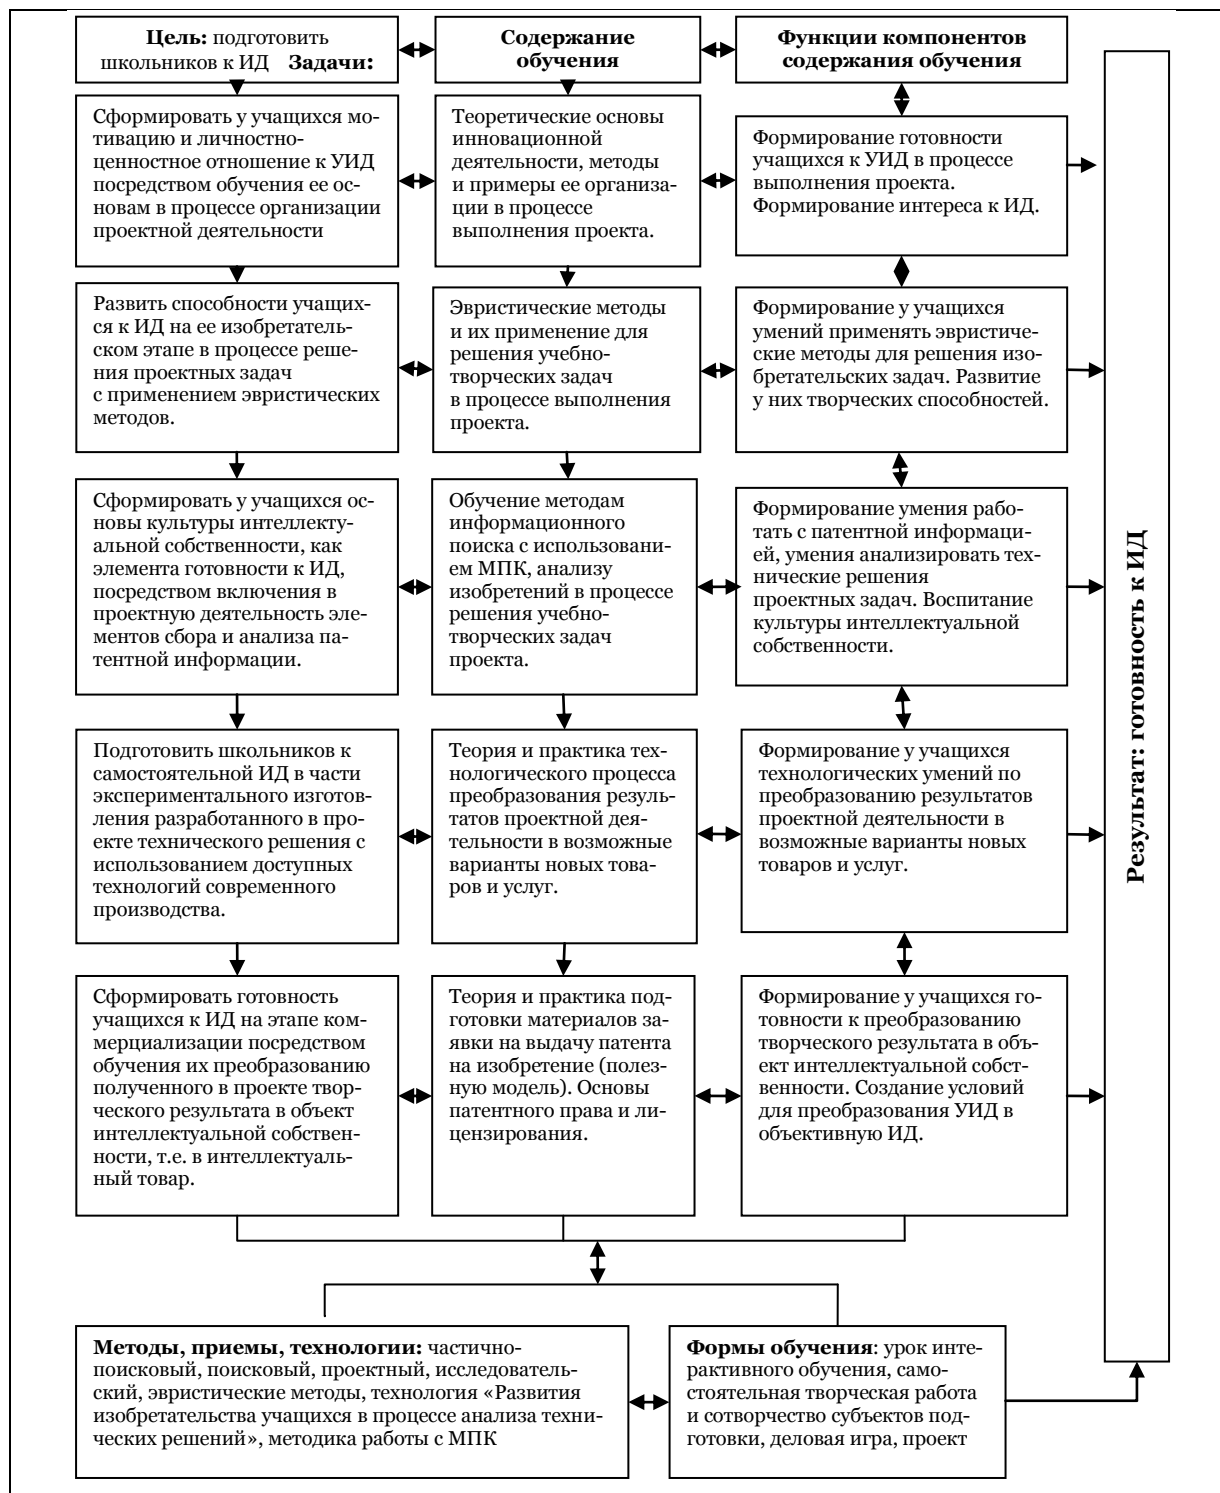 Цель: подготовить
школьников к ИД Задачи:
Содержание
обучения
Функции компонентов
содержания обучения
Сформировать у учащихся мо-
тивацию и личностно-
ценностное отношение к УИД
посредством обучения ее ос-
новам в процессе организации
проектной деятельности
Теоретические основы
инновационной
деятельности, методы
и примеры ее организа-
ции в процессе
выполнения проекта.
Формирование готовности
учащихся к УИД в процессе
выполнения проекта.
Формирование интереса к ИД.
Развить способности учащих-
ся к ИД на ее изобретатель-
ском этапе в процессе реше-
ния проектных задач
с применением эвристических
методов.
Эвристические методы
и их применение для
решения учебно-
творческих задач
в процессе выполнения
проекта.
Формирование у учащихся
умений применять эвристиче-
ские методы для решения изо-
бретательских задач. Развитие
у них творческих способностей.
Сформировать у учащихся ос-
новы культуры интеллекту-
альной собственности, как
элемента готовности к ИД,
посредством включения в
проектную деятельность эле-
ментов сбора и анализа па-
тентной информации.
Обучение методам
информационного
поиска с использовани-
ем МПК, анализу
изобретений в процессе
решения учебно-
творческих задач
проекта.
Формирование умения рабо-
тать с патентной информаци-
ей, умения анализировать тех-
нические решения
проектных задач. Воспитание
культуры интеллектуальной
собственности.
Подготовить школьников к
самостоятельной ИД в части
экспериментального изготов-
ления разработанного в про-
екте технического решения с
использованием доступных
технологий современного
производства.
Теория и практика тех-
нологического процесса
преобразования резуль-
татов проектной дея-
тельности в возможные
варианты новых това-
ров и услуг.
Формирование у учащихся
технологических умений по
преобразованию результатов
проектной деятельности в
возможные варианты новых
товаров и услуг.
Сформировать готовность
учащихся к ИД на этапе ком-
мерциализации посредством
обучения их преобразованию
полученного в проекте твор-
ческого результата в объект
интеллектуальной собствен-
ности, т.е. в интеллектуаль-
ный товар.
Теория и практика под-
готовки материалов за-
явки на выдачу патента
на изобретение (полез-
ную модель). Основы
патентного права и ли-
цензирования.
Формирование у учащихся го-
товности к преобразованию
творческого результата в объ-
ект интеллектуальной собст-
венности. Создание условий
для преобразования УИД в
объективную ИД.
Результат: готовность к ИД
Методы, приемы, технологии: частично-
поисковый, поисковый, проектный, исследователь-
ский, эвристические методы, технология «Развития
изобретательства учащихся в процессе анализа техни-
ческих решений», методика работы с МПК
Формы обучения: урок инте-
рактивного обучения, само-
стоятельная творческая работа
и сотворчество субъектов под-
готовки, деловая игра, проект